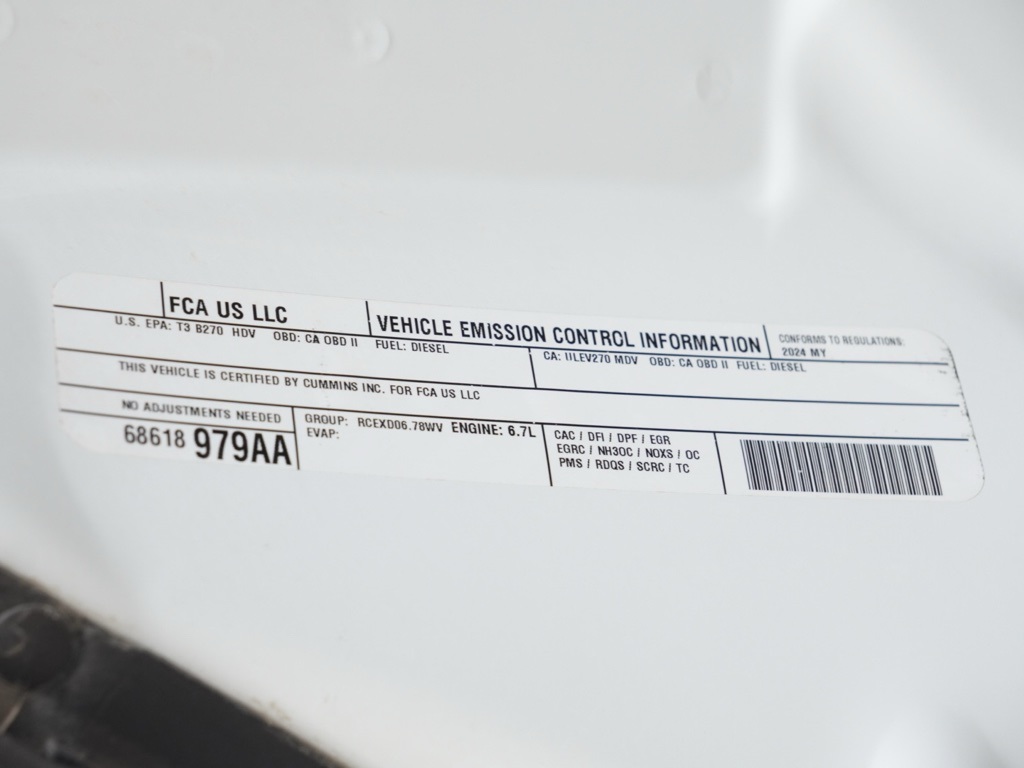 FCA US LLC
VEHICLE EMISSION CONTROL INFORMATION
CONFORMS TO REGULATIONS:
2024 MY
U.S. EPA: T3 B270 HDV OBD: CA OBD II FUEL: DIESEL
CA: ULEV270 MDV OBD: CA OBD II FUEL: DIESEL
THIS VEHICLE IS CERTIFIED BY CUMMINS INC. FOR FCA US LLC
NO ADJUSTMENTS NEEDED
68618 979AA
GROUP: RCEXD06.78WV ENGINE: 6.7L
EVAP:
CAC / DFI / DPF / EGR
EGRC / NH3OC / NOXS / OC
PMS / RDQS / SCRC / TC